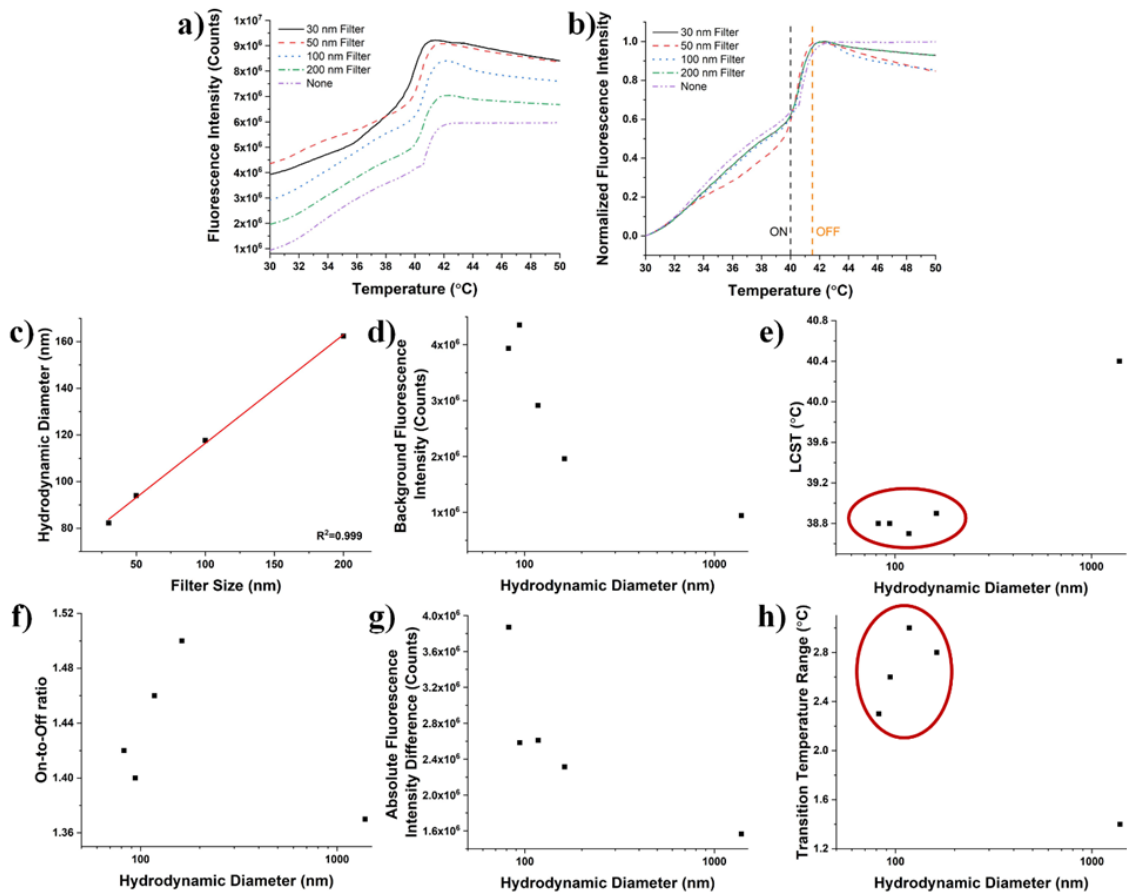 a)
1x10⁷
9x10⁶
8x10⁶
7x10⁶
6x10⁶
5x10⁶
4x10⁶
3x10⁶
2x10⁶
1x10⁶
Fluorescence Intensity (Counts)
30 nm Filter
50 nm Filter
100 nm Filter
200 nm Filter
None
30 32 34 36 38 40 42 44 46 48 50
Temperature (°C)
b)
1.0
0.8
0.6
0.4
0.2
0.0
Normalized Fluorescence Intensity
30 nm Filter
50 nm Filter
100 nm Filter
200 nm Filter
None
ON
OFF
30 32 34 36 38 40 42 44 46 48 50
Temperature (°C)
c)
160
140
120
100
80
Hydrodynamic Diameter (nm)
R²=0.999
50 100 150 200
Filter Size (nm)
d)
4x10⁶
3x10⁶
2x10⁶
1x10⁶
Background Fluorescence
Intensity (Counts)
100 1000
Hydrodynamic Diameter (nm)
e)
40.8
40.4
40.0
39.6
39.2
38.8
38.4
LCST (°C)
100 1000
Hydrodynamic Diameter (nm)
f)
1.52
1.48
1.44
1.40
1.36
On-to-Off ratio
100 1000
Hydrodynamic Diameter (nm)
g)
4.0x10⁶
3.6x10⁶
3.2x10⁶
2.8x10⁶
2.4x10⁶
2.0x10⁶
1.6x10⁶
Absolute Fluorescence
Intensity Difference (Counts)
100 1000
Hydrodynamic Diameter (nm)
h)
2.8
2.4
2.0
1.6
1.2
Transition Temperature Range (°C)
100 1000
Hydrodynamic Diameter (nm)